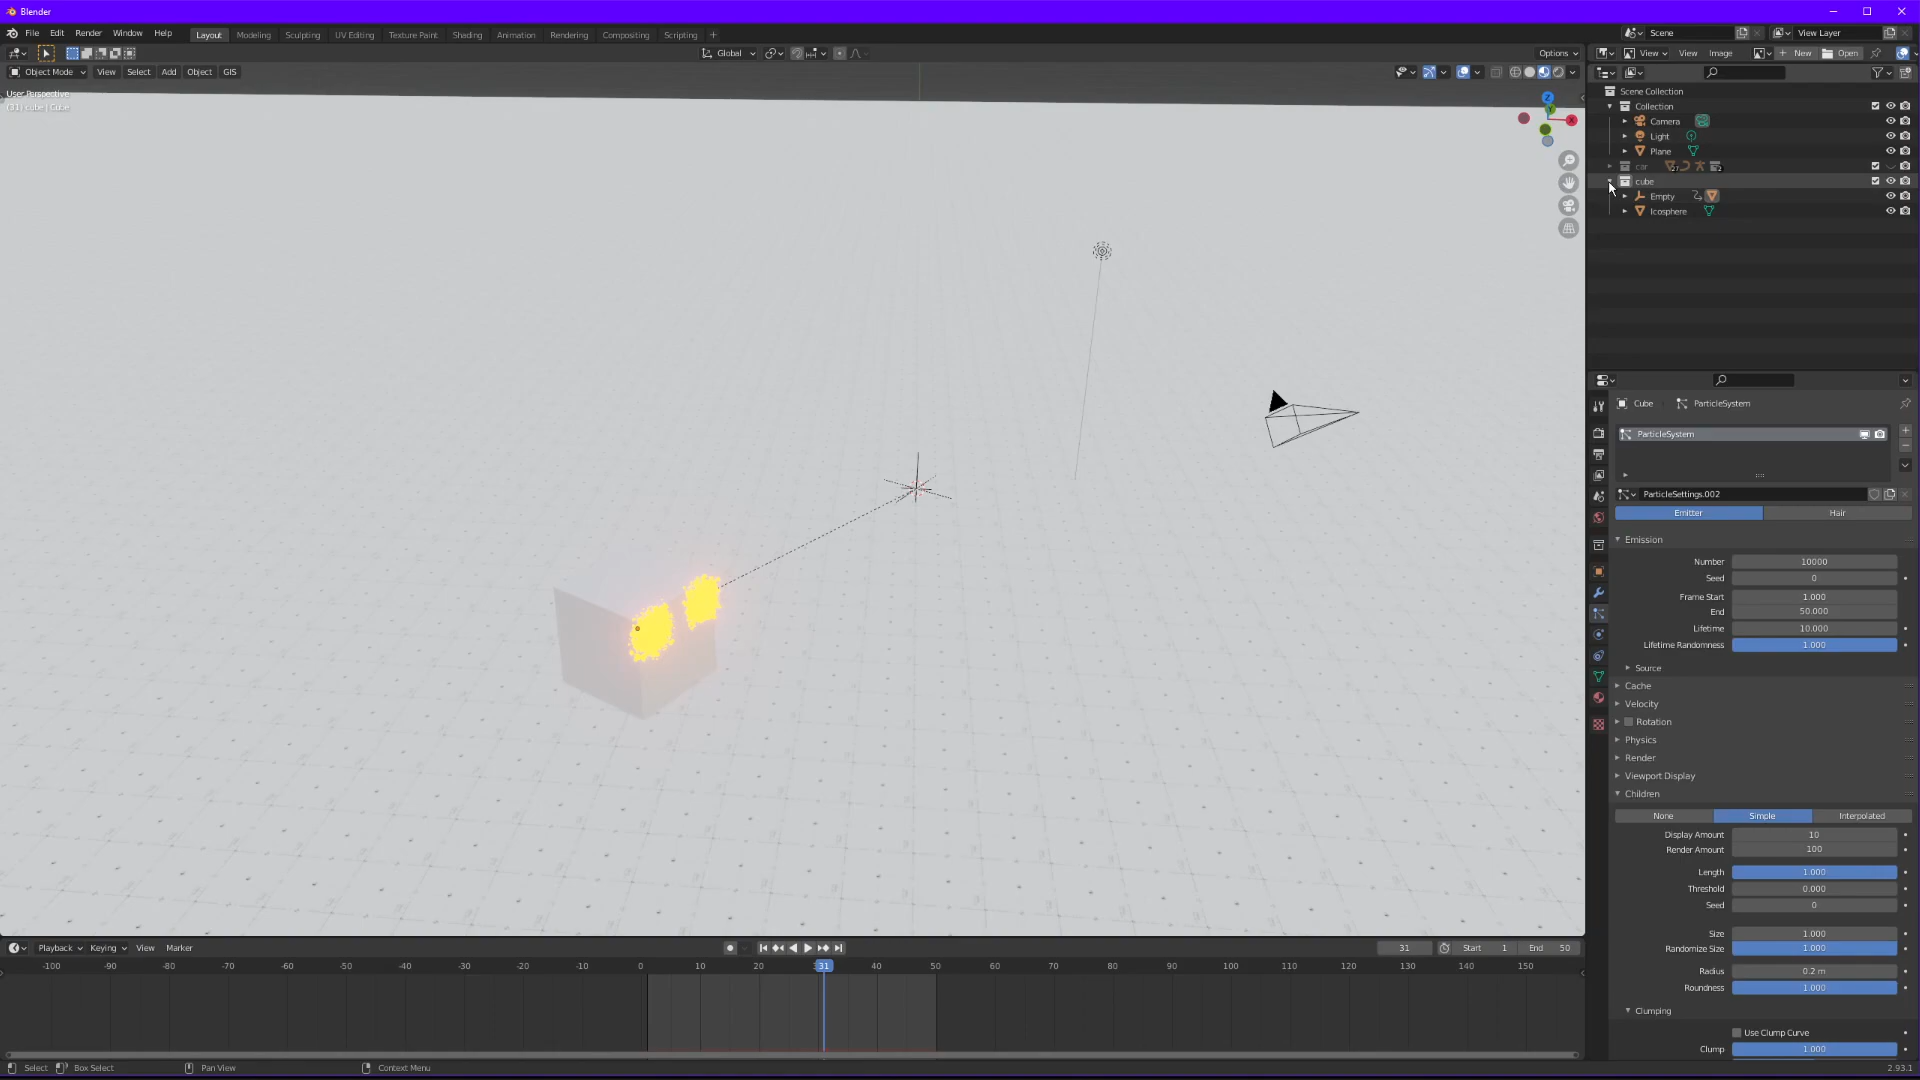 Blender
File Edit Render Window Help Layout Modeling Sculpting UV Editing Texture Paint Shading Animation Rendering Compositing Scripting + Scene View Layer
Global Options View View Image New Open
Object Mode View Select Add Object GIS
User Perspective
(31) cube | Cube
Z
Y
X
Scene Collection
Collection
Camera
Light
Plane
car
cube
Empty
Icosphere
Cube ParticleSystem
ParticleSystem
ParticleSettings.002
Emitter Hair
Emission
Number 10000
Seed 0
Frame Start 1.000
End 50.000
Lifetime 10.000
Lifetime Randomness 1.000
Source
Cache
Velocity
Rotation
Physics
Render
Viewport Display
Children
None Simple Interpolated
Display Amount 10
Render Amount 100
Length 1.000
Threshold 0.000
Seed 0
Size 1.000
Randomize Size 1.000
Radius 0.2 m
Roundness 1.000
Clumping
Use Clump Curve
Clump 1.000
Playback Keying View Marker 31 Start 1 End 50
-100 -90 -80 -70 -60 -50 -40 -30 -20 -10 0 10 20 31 40 50 60 70 80 90 100 110 120 130 140 150
Select Box Select Pan View Context Menu 2.93.1